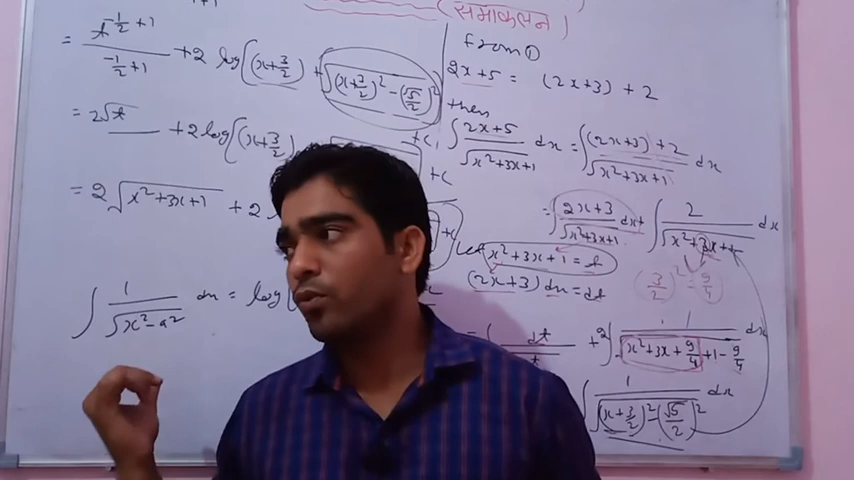 (समाकलन)
= t^{-1/2 + 1} / (-1/2 + 1) + 2 log[(x+3/2) + √((x+3/2)² - (√5/2)²)
+ C₁
= 2√t + 2 log[(x+3/2)
+ C
= 2√(x² + 3x + 1) + 2
∫ 1/√(x² - a²) dx = log
from ①
2x + 5 = (2x+3) + 2
then
∫ (2x+5)/√(x²+3x+1) dx = ∫ ((2x+3) + 2)/√(x²+3x+1) dx
= ∫ (2x+3)/√(x²+3x+1) dx + ∫ 2/√(x²+3x+1) dx
Let x² + 3x + 1 = t
(3/2)² = 9/4
(2x+3) dx = dt
= ∫ dt/√t + 2∫ 1/√(x² + 3x + 9/4 + 1 - 9/4) dx
∫ 1/√((x+3/2)² - (√5/2)²) dx